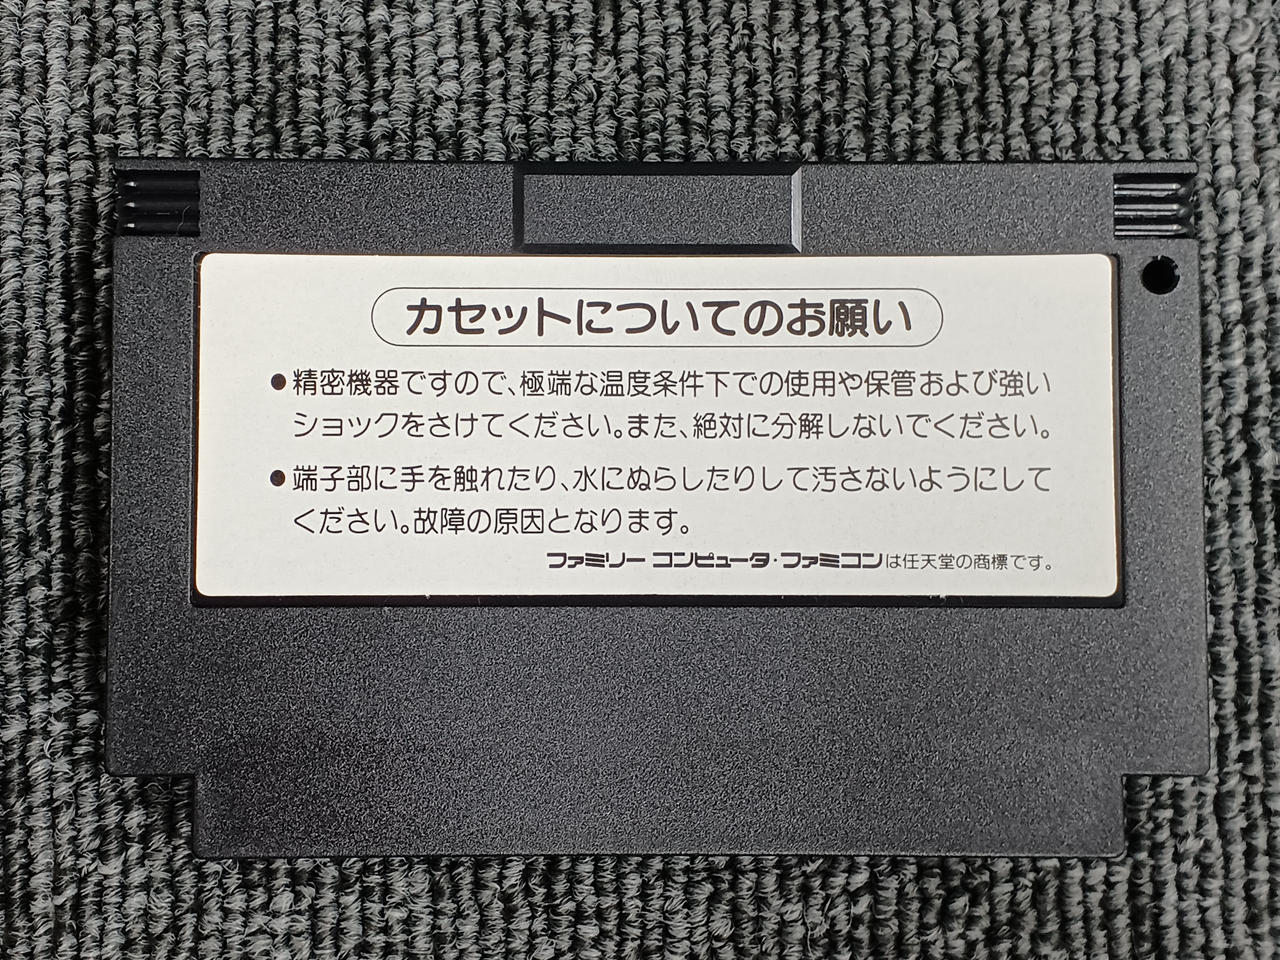 カセットについてのお願い
●精密機器ですので、極端な温度条件下での使用や保管および強い
ショックをさけてください。また、絶対に分解しないでください。
●端子部に手を触れたり、水にぬらしたりして汚さないようにして
ください。故障の原因となります。
ファミリー コンピュータ・ファミコンは任天堂の商標です。